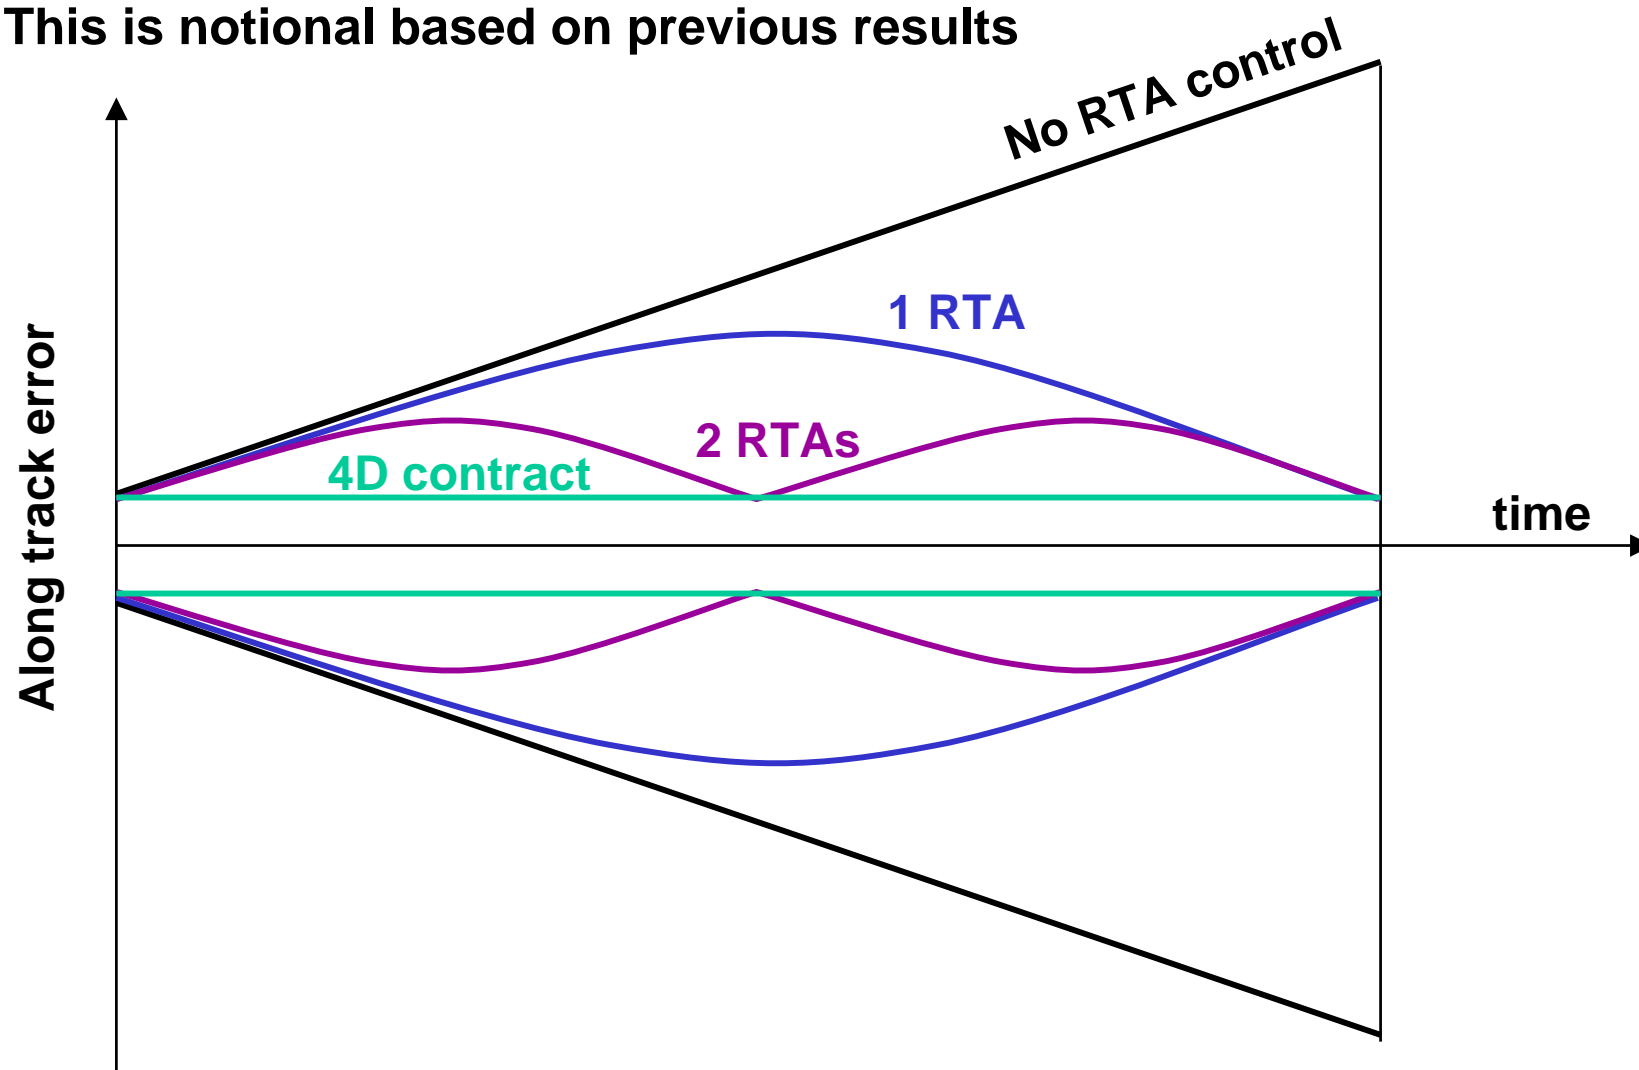 This is notional based on previous results
No RTA control
1 RTA
2 RTAs
4D contract
time
Along track error